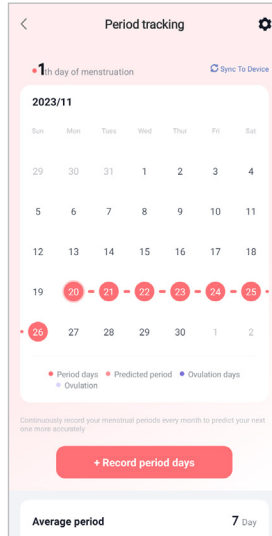 Period tracking
1th day of menstruation
Sync To Device
2023/11
Sun Mon Tues Wed Thur Fri Sat
29 30 31 1 2 3 4
5 6 7 8 9 10 11
12 13 14 15 16 17 18
19 20 21 22 23 24 25
26 27 28 29 30 1 2
Period days Predicted period Ovulation days
Ovulation
Continuously record your menstrual periods every month to predict your next
one more accurately
+ Record period days
Average period 7 Day